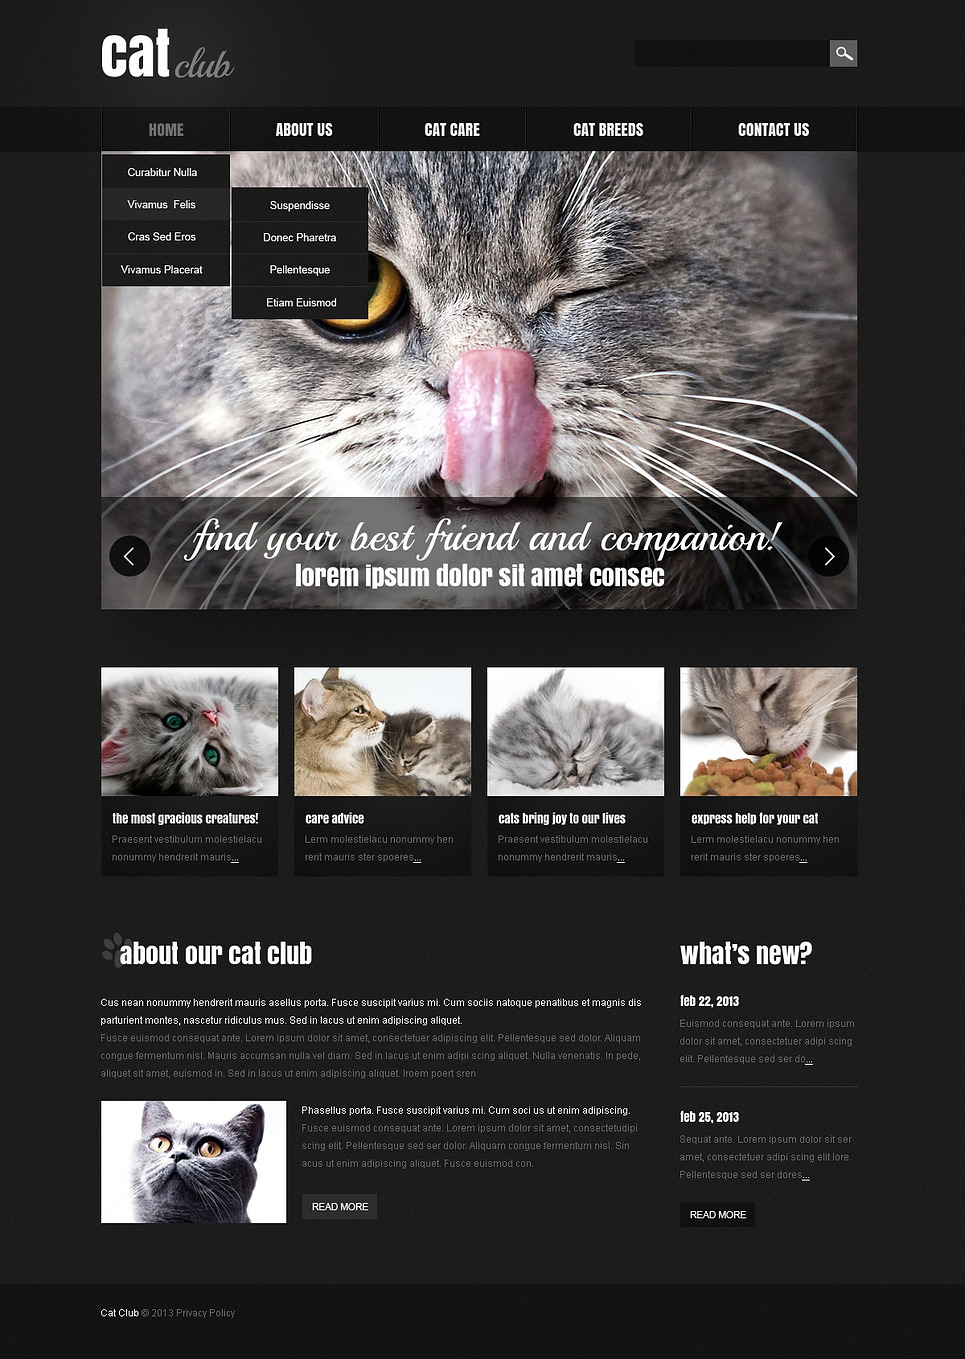 cat club
HOME
ABOUT US
CAT CARE
CAT BREEDS
CONTACT US
Curabitur Nulla
Vivamus Felis
Cras Sed Eros
Vivamus Placerat
Suspendisse
Donec Pharetra
Pellentesque
Etiam Euismod
find your best friend and companion!
lorem ipsum dolor sit amet consec
the most gracious creatures!
Praesent vestibulum molestielacu
nonummy hendrerit mauris...
care advice
Lerm molestielacu nonummy hen
rerit mauris ster spoeres...
cats bring joy to our lives
Praesent vestibulum molestielacu
nonummy hendrerit mauris...
express help for your cat
Lerm molestielacu nonummy hen
rerit mauris ster spoeres...
about our cat club
Cus nean nonummy hendrerit mauris asellus porta. Fusce suscipit varius mi. Cum sociis natoque penatibus et magnis dis
parturient montes, nascetur ridiculus mus. Sed in lacus ut enim adipiscing aliquet.
Fusce euismod consequat ante. Lorem ipsum dolor sit amet, consectetuer adipiscing elit. Pellentesque sed dolor. Aliquam
congue fermentum nisl. Mauris accumsan nulla vel diam. Sed in lacus ut enim adipi scing aliquet. Nulla venenatis. In pede,
aliquet sit amet, euismod in. Sed in lacus ut enim adipiscing aliquet. Iroem poert sren
Phasellus porta. Fusce suscipit varius mi. Cum soci us ut enim adipiscing.
Fusce euismod consequat ante. Lorem ipsum dolor sit amet, consectetudipi
scing elit. Pellentesque sed ser dolor. Aliquam congue fermentum nisl. Sin
acus ut enim adipiscing aliquet. Fusce euismod con.
READ MORE
what's new?
feb 22, 2013
Euismod consequat ante. Lorem ipsum
dolor sit amet, consectetuer adipi scing
elit. Pellentesque sed ser do...
feb 25, 2013
Sequat ante. Lorem ipsum dolor sit ser
amet, consectetuer adipi scing elit lore.
Pellentesque sed ser dores...
READ MORE
Cat Club © 2013 Privacy Policy